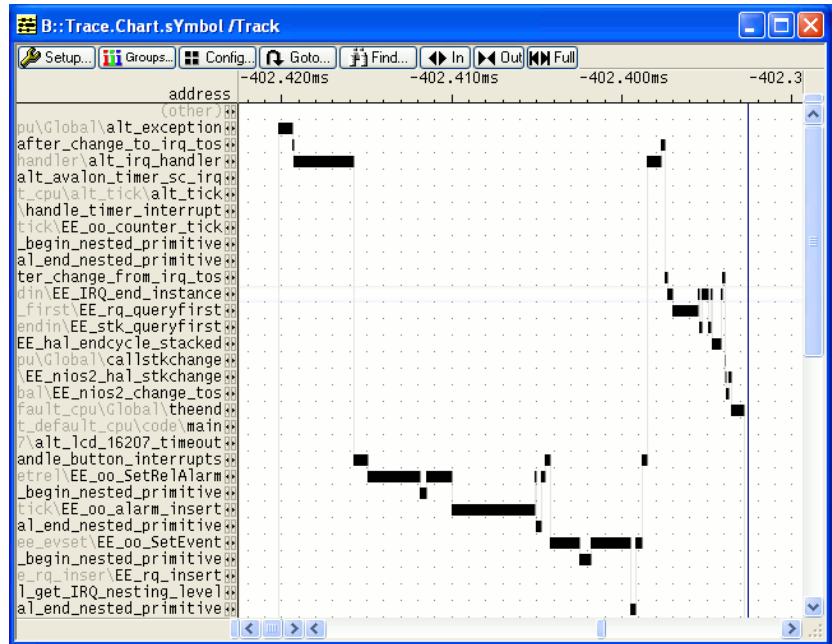 B::Trace.Chart.sYmbol /Track
Setup... Groups... Config... Goto... Find... In Out Full
-402.420ms -402.410ms -402.400ms -402.3
address
(other)
pu\Global\alt_exception
after_change_to_irq_tos
handler\alt_irq_handler
alt_avalon_timer_sc_irq
t_cpu\alt_tick\alt_tick
\handle_timer_interrupt
tick\EE_oo_counter_tick
_begin_nested_primitive
al_end_nested_primitive
ter_change_from_irq_tos
din\EE_IRQ_end_instance
_first\EE_rq_queryfirst
endin\EE_stk_queryfirst
EE_hal_endcycle_stacked
pu\Global\callstkchange
\EE_nios2_hal_stkchange
bal\EE_nios2_change_tos
fault_cpu\Global\theend
t_default_cpu\code\main
7\alt_lcd_16207_timeout
andle_button_interrupts
etrel\EE_oo_SetRelAlarm
_begin_nested_primitive
tick\EE_oo_alarm_insert
al_end_nested_primitive
ee_evset\EE_oo_SetEvent
_begin_nested_primitive
e_rq_inser\EE_rq_insert
l_get_IRQ_nesting_level
al_end_nested_primitive